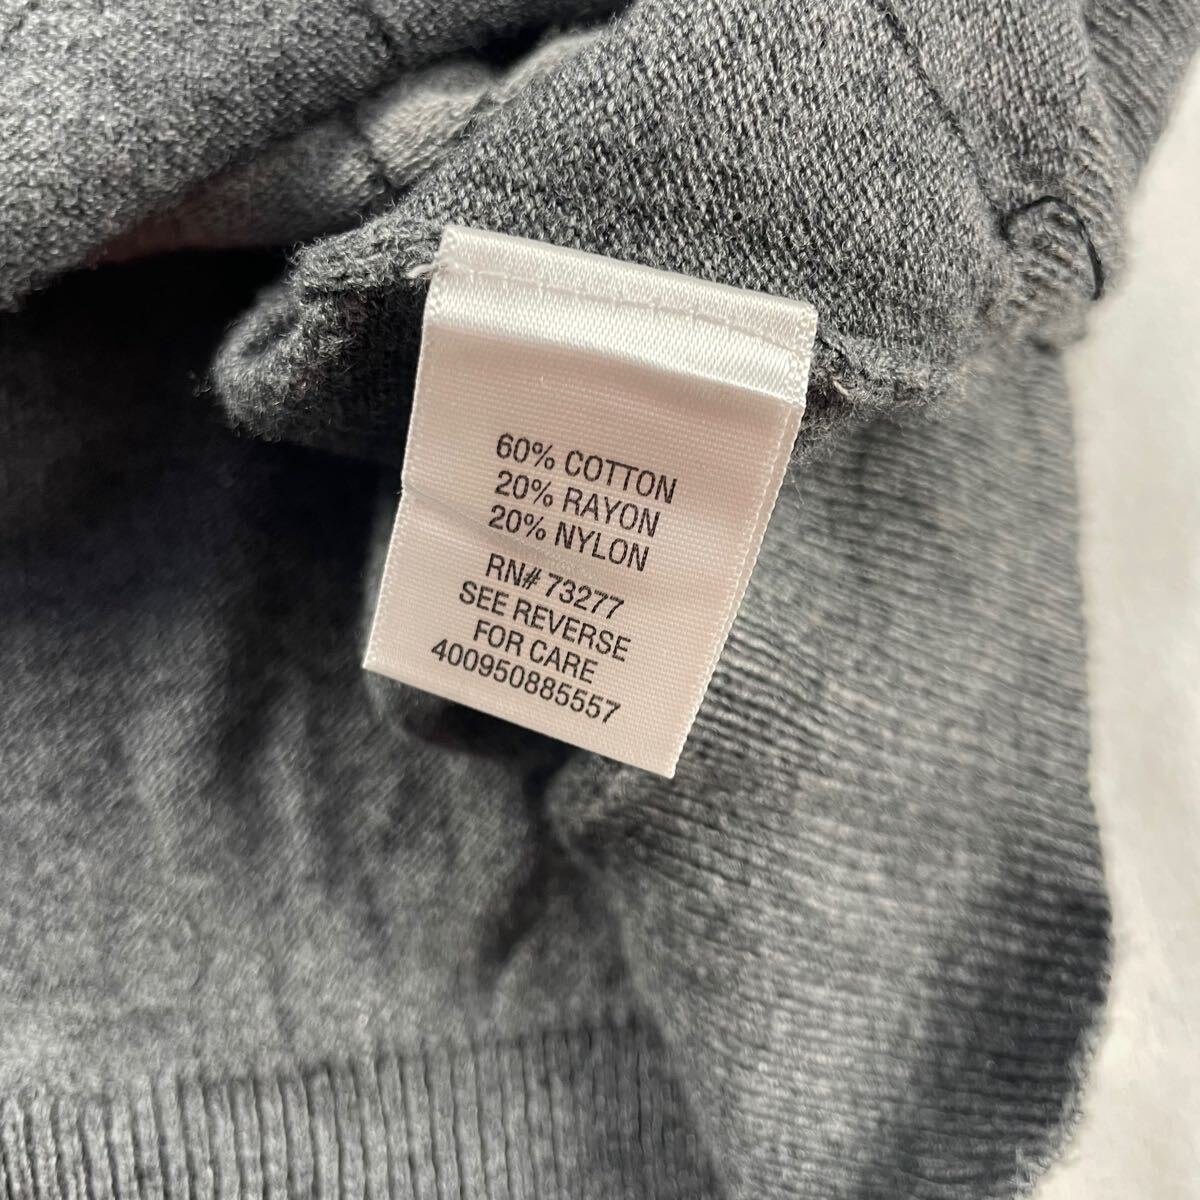 60% COTTON
20% RAYON
20% NYLON
RN# 73277
SEE REVERSE
FOR CARE
400950885557